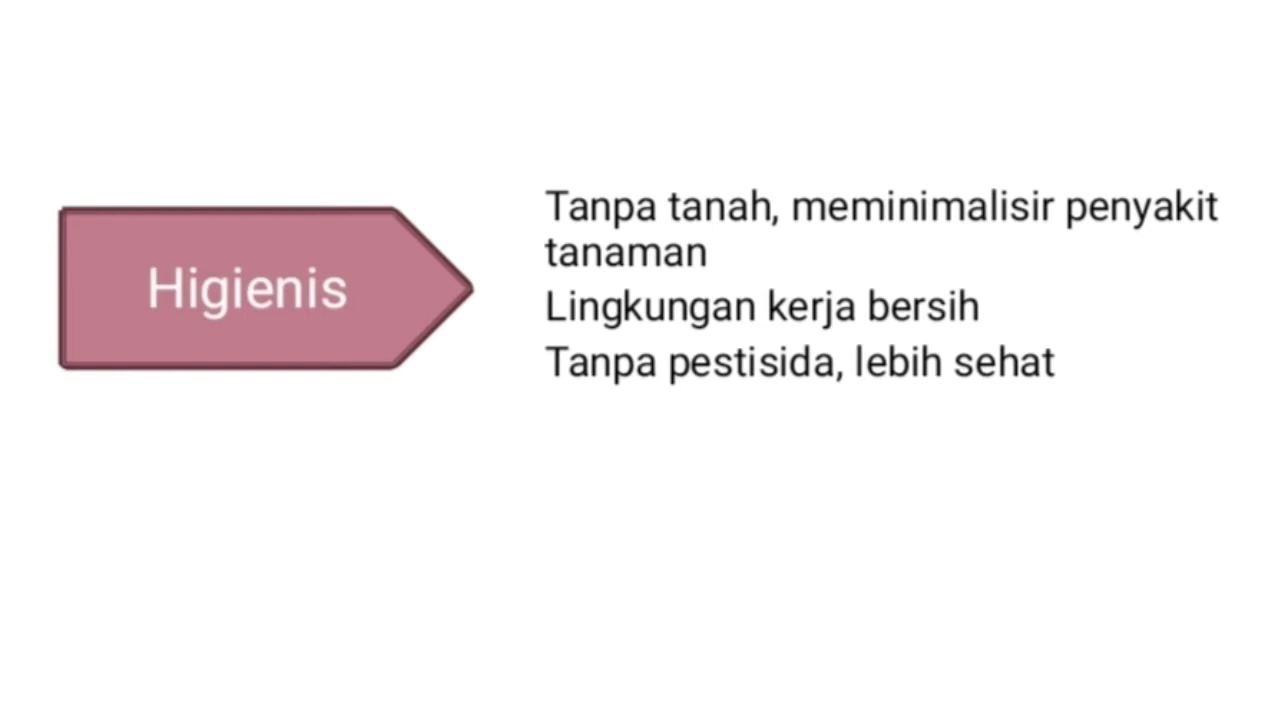 Higienis
Tanpa tanah, meminimalisir penyakit
tanaman
Lingkungan kerja bersih
Tanpa pestisida, lebih sehat